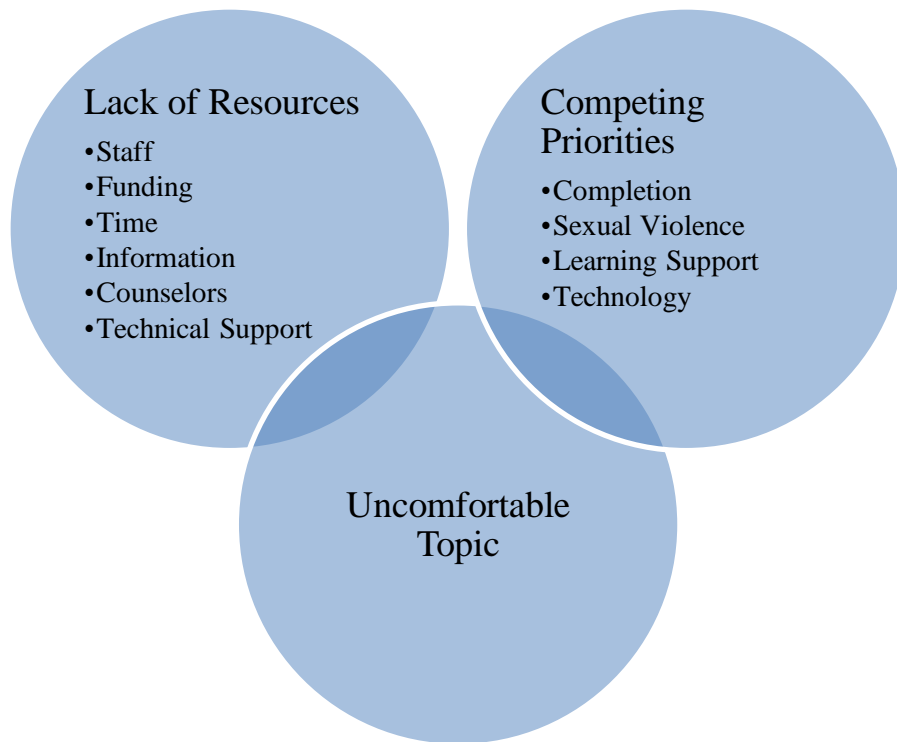 Lack of Resources
•Staff
•Funding
•Time
•Information
•Counselors
•Technical Support
Competing
Priorities
•Completion
•Sexual Violence
•Learning Support
•Technology
Uncomfortable
Topic